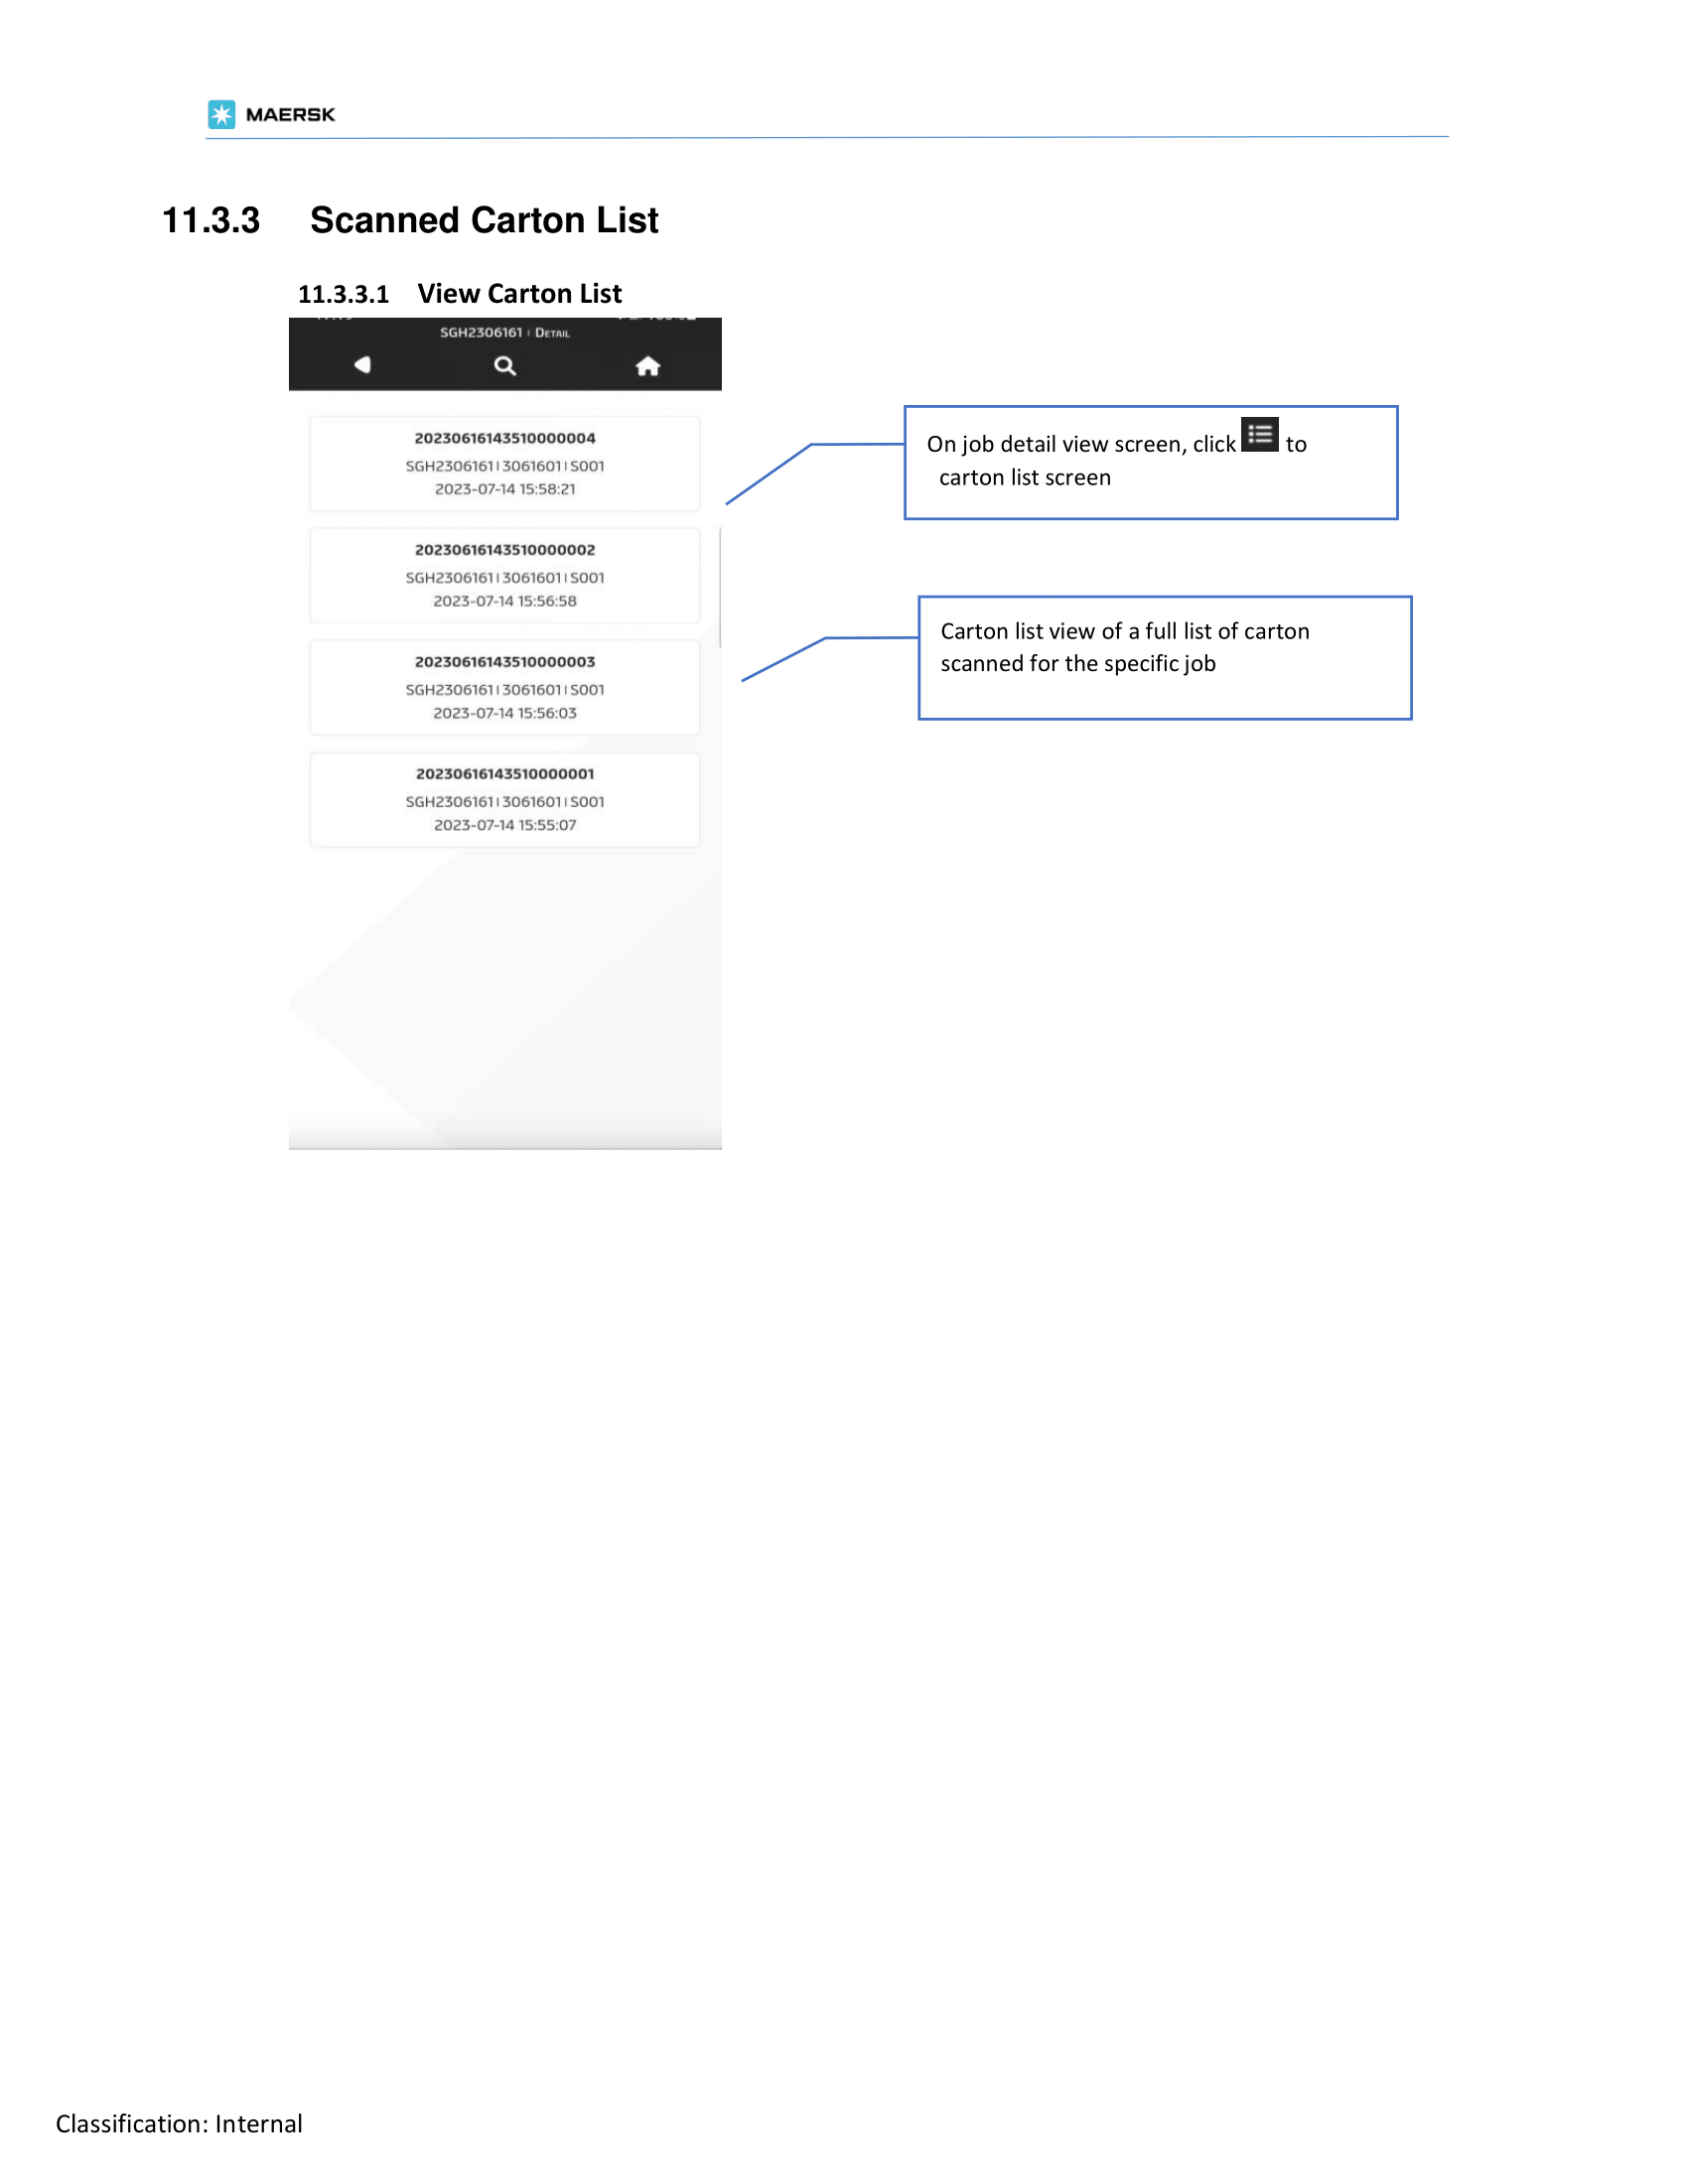 MAERSK
11.3.3 Scanned Carton List
11.3.3.1 View Carton List
SGH2306161 | DETAIL
20230616143510000004
SGH2306161 | 3061601 | S001
2023-07-14 15:58:21
20230616143510000002
SGH2306161 | 3061601 | S001
2023-07-14 15:56:58
20230616143510000003
SGH2306161 | 3061601 | S001
2023-07-14 15:56:03
20230616143510000001
SGH2306161 | 3061601 | S001
2023-07-14 15:55:07
On job detail view screen, click to
carton list screen
Carton list view of a full list of carton
scanned for the specific job
Classification: Internal